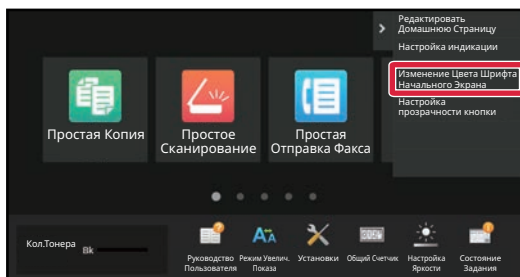 Редактировать
Домашнюю Страницу
Настройка индикации
Изменение Цвета Шрифта
Начального Экрана
Настройка
прозрачности кнопки
Простая Копия
Простое
Сканирование
Простая
Отправка Факса
Кол.Тонера
Bk
Руководство
Пользователя
Режим Увелич.
Показа
Установки
Общий Счетчик
Настройка
Яркости
Состояние
Задания